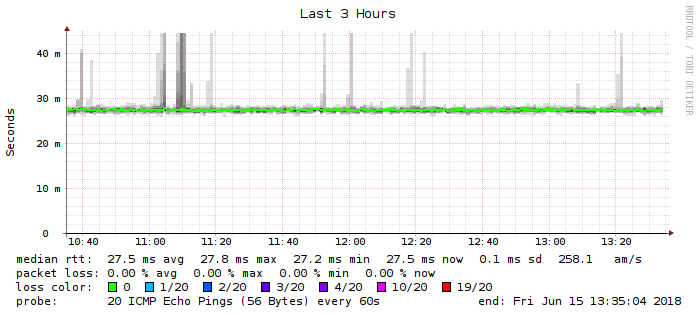 Last 3 Hours
RRDTOOL / TOBI OETIKER
Seconds
40 m
30 m
20 m
10 m
0
10:40 11:00 11:20 11:40 12:00 12:20 12:40 13:00 13:20
median rtt: 27.5 ms avg 27.8 ms max 27.2 ms min 27.5 ms now 0.1 ms sd 258.1 am/s
packet loss: 0.00 % avg 0.00 % max 0.00 % min 0.00 % now
loss color: 0 1/20 2/20 3/20 4/20 10/20 19/20
probe: 20 ICMP Echo Pings (56 Bytes) every 60s end: Fri Jun 15 13:35:04 2018